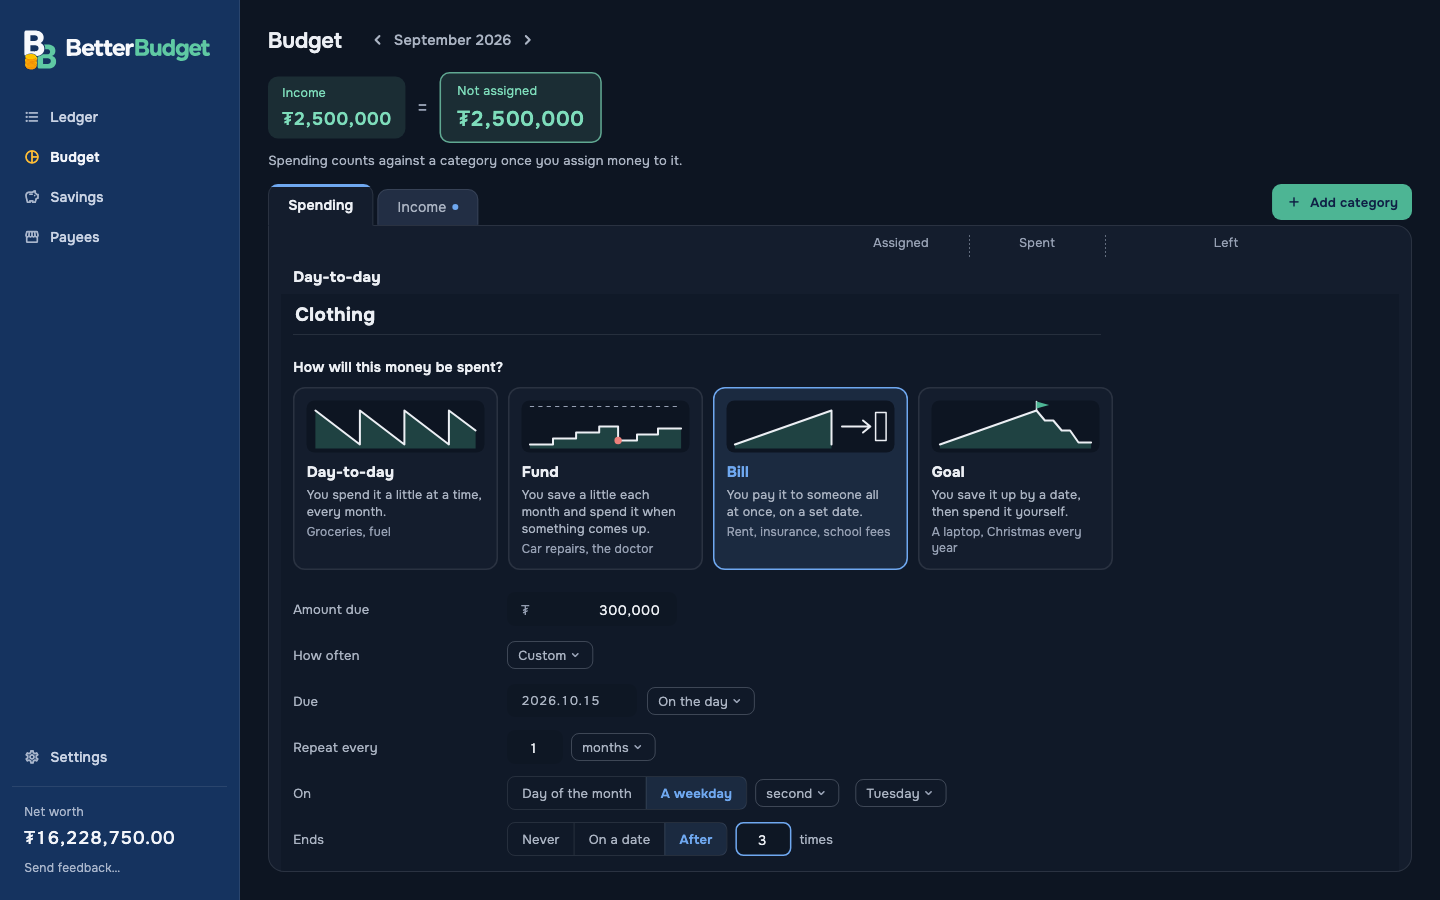 BetterBudget
Ledger
Budget
Savings
Payees
Settings
Net worth
₮16,228,750.00
Send feedback...
Budget
September 2026
Income
₮2,500,000
=
Not assigned
₮2,500,000
Spending counts against a category once you assign money to it.
Spending
Income
+ Add category
Assigned
Spent
Left
Day-to-day
Clothing
How will this money be spent?
Day-to-day
You spend it a little at a time,
every month.
Groceries, fuel
Fund
You save a little each
month and spend it when
something comes up.
Car repairs, the doctor
Bill
You pay it to someone all
at once, on a set date.
Rent, insurance, school fees
Goal
You save it up by a date,
then spend it yourself.
A laptop, Christmas every
year
Amount due
₮ 300,000
How often
Custom
Due
2026.10.15
On the day
Repeat every
1
months
On
Day of the month
A weekday
second
Tuesday
Ends
Never
On a date
After
3
times